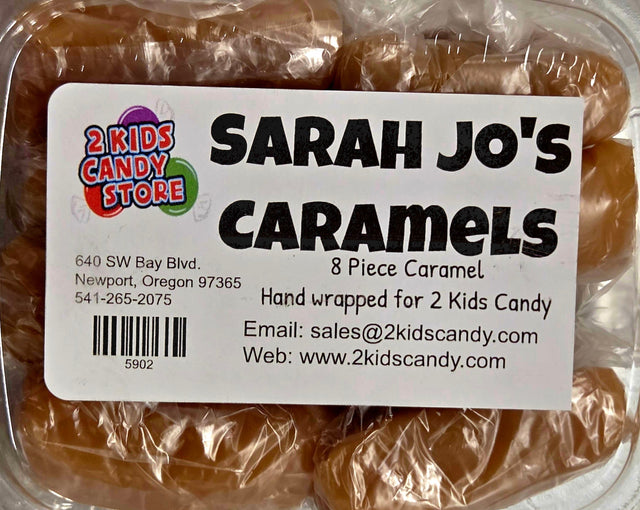 2 KIDS
CANDY
STORE
SARAH JO'S
CARAMELS
8 Piece Caramel
Hand wrapped for 2 Kids Candy
640 SW Bay Blvd.
Newport, Oregon 97365
541-265-2075
5902
Email: sales@2kidscandy.com
Web: www.2kidscandy.com